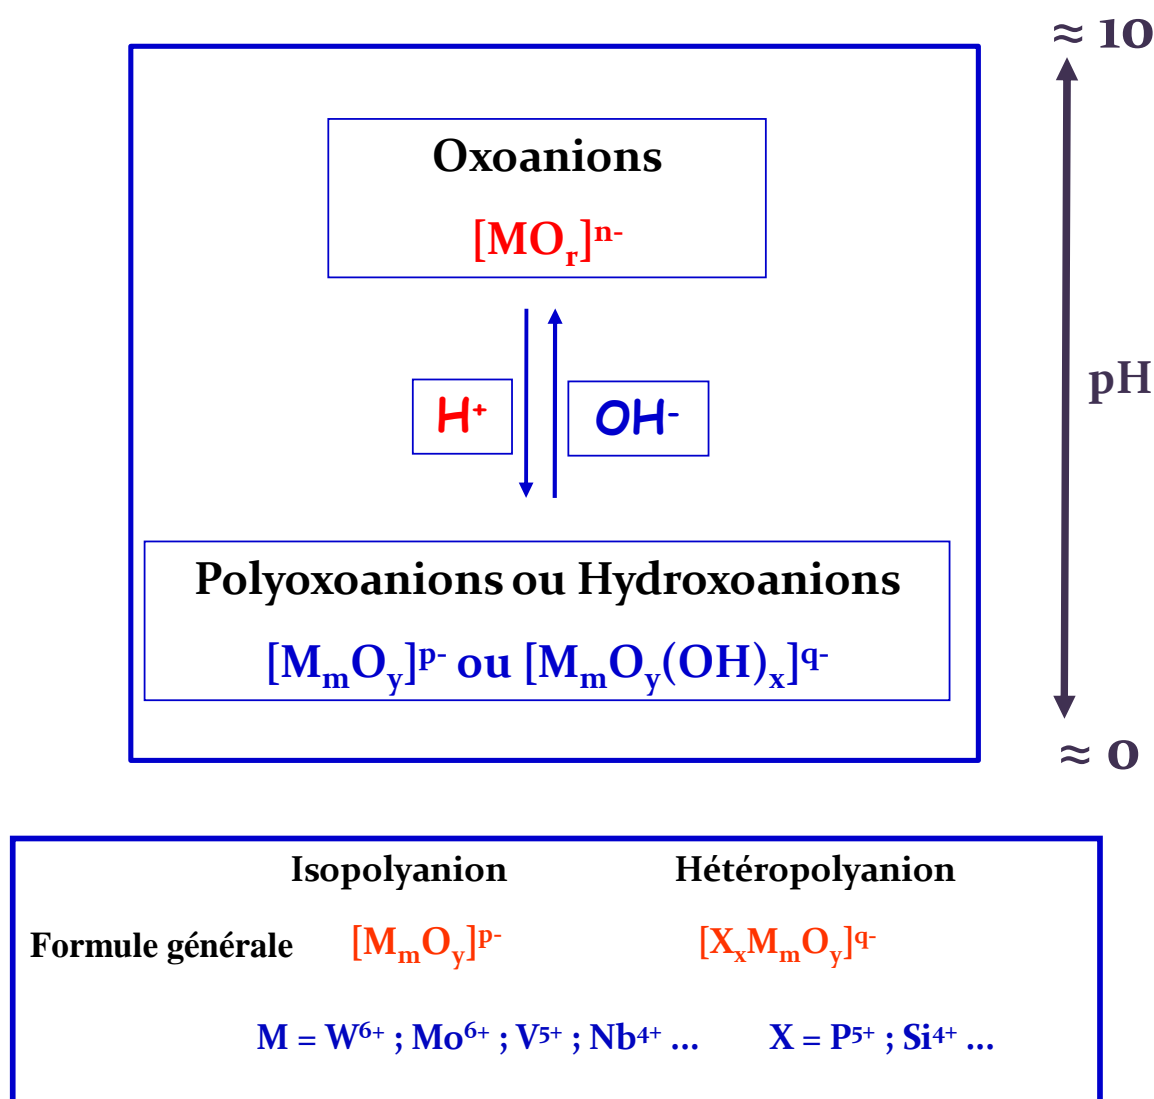 ≈ 10
Oxoanions
[MOr]n-
H+
OH-
pH
Polyoxoanions ou Hydroxoanions
[MmOy]p- ou [MmOy(OH)x]q-
≈ 0
Isopolyanion Hétéropolyanion
Formule générale [MmOy]p- [XxMmOy]q-
M = W6+ ; Mo6+ ; V5+ ; Nb4+ ... X = P5+ ; Si4+ ...